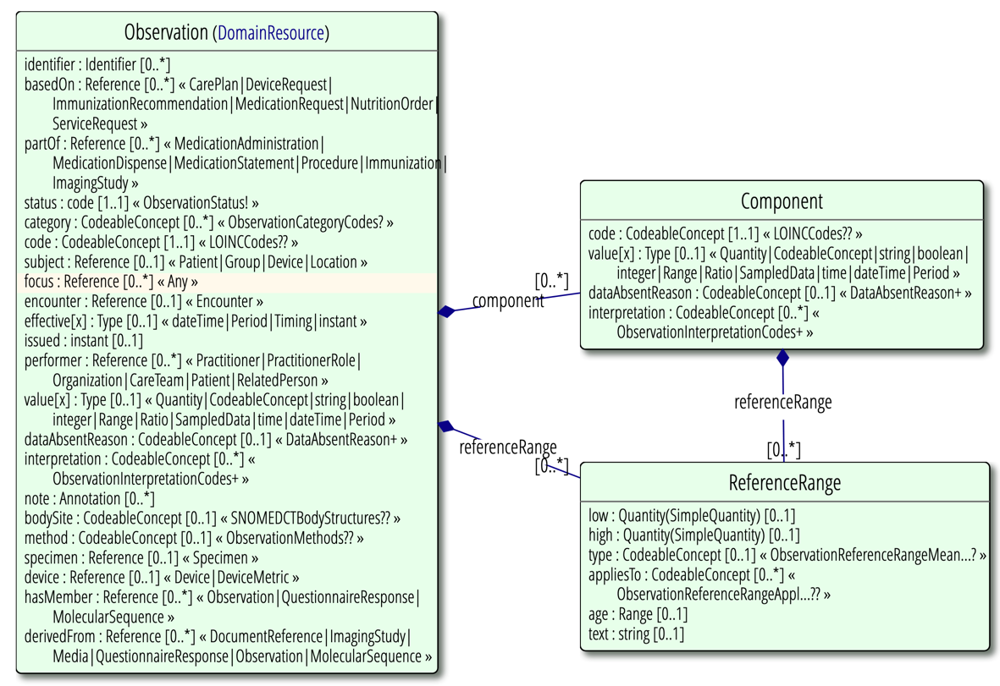 Observation (DomainResource)
identifier : Identifier [0..*]
basedOn : Reference [0..*] « CarePlan|DeviceRequest|
ImmunizationRecommendation|MedicationRequest|NutritionOrder|
ServiceRequest »
partOf : Reference [0..*] « MedicationAdministration|
MedicationDispense|MedicationStatement|Procedure|Immunization|
ImagingStudy »
status : code [1..1] « ObservationStatus! »
category : CodeableConcept [0..*] « ObservationCategoryCodes? »
code : CodeableConcept [1..1] « LOINCCodes?? »
subject : Reference [0..1] « Patient|Group|Device|Location »
focus : Reference [0..*] « Any »
encounter : Reference [0..1] « Encounter »
effective[x] : Type [0..1] « dateTime|Period|Timing|instant »
issued : instant [0..1]
performer : Reference [0..*] « Practitioner|PractitionerRole|
Organization|CareTeam|Patient|RelatedPerson »
value[x] : Type [0..1] « Quantity|CodeableConcept|string|boolean|
integer|Range|Ratio|SampledData|time|dateTime|Period »
dataAbsentReason : CodeableConcept [0..1] « DataAbsentReason+ »
interpretation : CodeableConcept [0..*] «
ObservationInterpretationCodes+ »
note : Annotation [0..*]
bodySite : CodeableConcept [0..1] « SNOMEDCTBodyStructures?? »
method : CodeableConcept [0..1] « ObservationMethods?? »
specimen : Reference [0..1] « Specimen »
device : Reference [0..1] « Device|DeviceMetric »
hasMember : Reference [0..*] « Observation|QuestionnaireResponse|
MolecularSequence »
derivedFrom : Reference [0..*] « DocumentReference|ImagingStudy|
Media|QuestionnaireResponse|Observation|MolecularSequence »
[0..*]
component
referenceRange
[0..*]
Component
code : CodeableConcept [1..1] « LOINCCodes?? »
value[x] : Type [0..1] « Quantity|CodeableConcept|string|boolean|
integer|Range|Ratio|SampledData|time|dateTime|Period »
dataAbsentReason : CodeableConcept [0..1] « DataAbsentReason+ »
interpretation : CodeableConcept [0..*] «
ObservationInterpretationCodes+ »
referenceRange
[0..*]
ReferenceRange
low : Quantity(SimpleQuantity) [0..1]
high : Quantity(SimpleQuantity) [0..1]
type : CodeableConcept [0..1] « ObservationReferenceRangeMean...? »
appliesTo : CodeableConcept [0..*] «
ObservationReferenceRangeAppl...?? »
age : Range [0..1]
text : string [0..1]